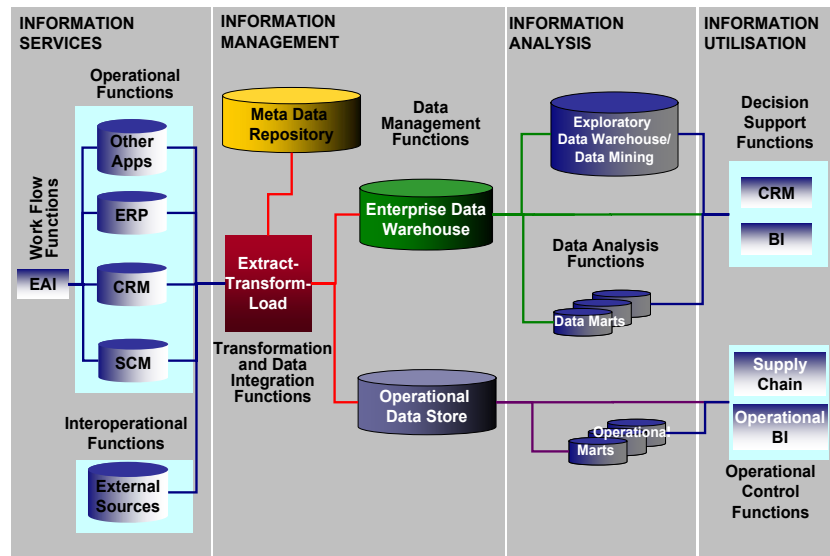 INFORMATION
SERVICES
Operational
Functions
Other
Apps
ERP
CRM
SCM
Work Flow
Functions
EAI
Interoperational
Functions
External
Sources
INFORMATION
MANAGEMENT
Meta Data
Repository
Data
Management
Functions
Enterprise Data
Warehouse
Extract-
Transform-
Load
Transformation
and Data
Integration
Functions
Operational
Data Store
INFORMATION
ANALYSIS
Exploratory
Data Warehouse/
Data Mining
Data Analysis
Functions
Data Marts
Operational
Marts
INFORMATION
UTILISATION
Decision
Support
Functions
CRM
BI
Supply
Chain
Operational
BI
Operational
Control
Functions